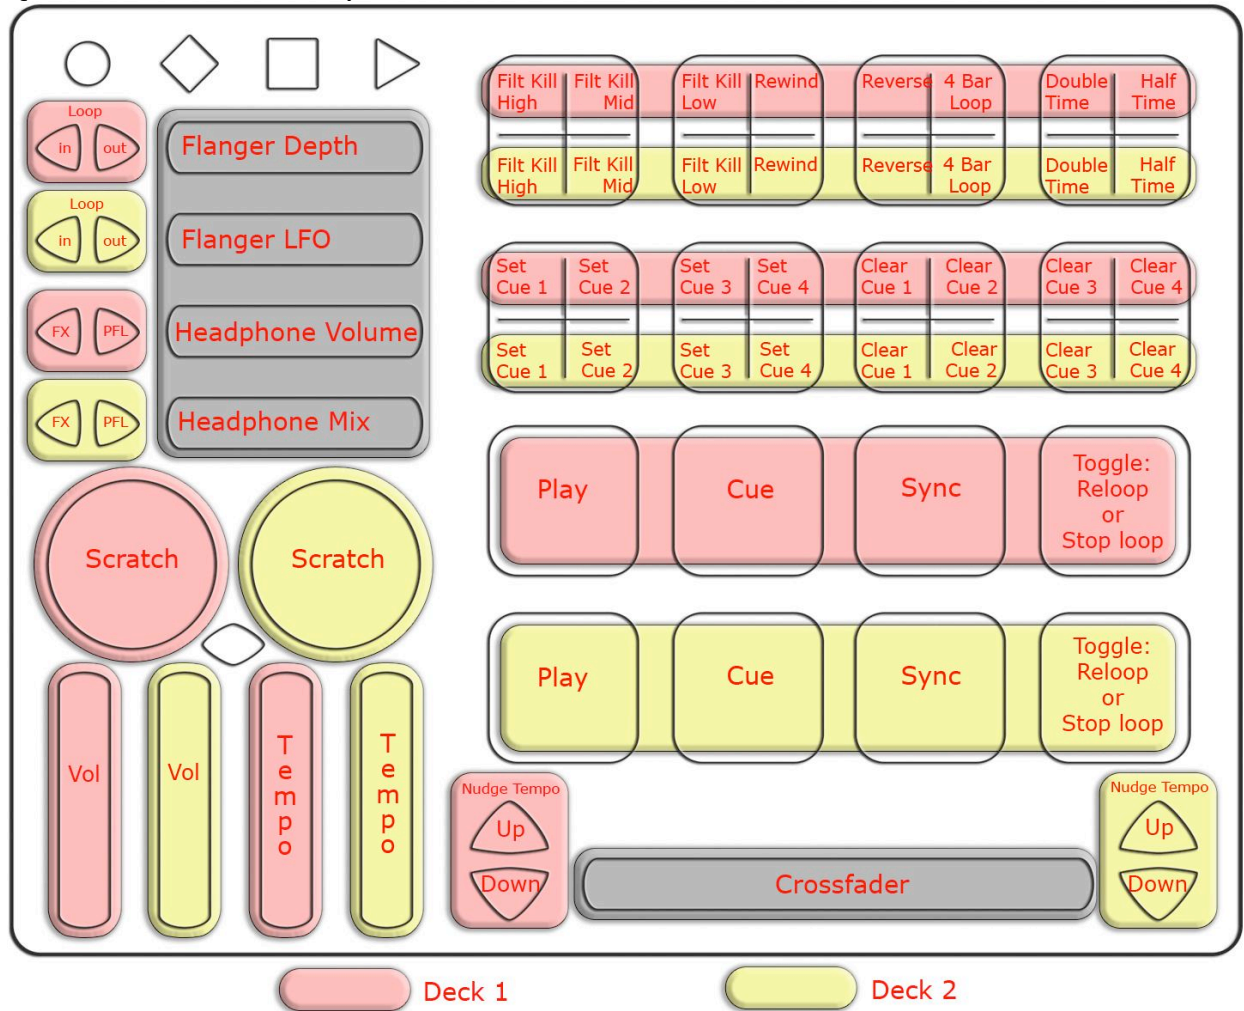 Loop
in out
Loop
in out
FX PFL
FX PFL
Flanger Depth
Flanger LFO
Headphone Volume
Headphone Mix
Filt Kill High
Filt Kill Mid
Filt Kill Low
Rewind
Reverse
4 Bar Loop
Double Time
Half Time
Filt Kill High
Filt Kill Mid
Filt Kill Low
Rewind
Reverse
4 Bar Loop
Double Time
Half Time
Set Cue 1
Set Cue 2
Set Cue 3
Set Cue 4
Clear Cue 1
Clear Cue 2
Clear Cue 3
Clear Cue 4
Set Cue 1
Set Cue 2
Set Cue 3
Set Cue 4
Clear Cue 1
Clear Cue 2
Clear Cue 3
Clear Cue 4
Play
Cue
Sync
Toggle:
Reloop
or
Stop loop
Play
Cue
Sync
Toggle:
Reloop
or
Stop loop
Scratch
Scratch
Vol
Vol
Tempo
Tempo
Nudge Tempo
Up
Down
Crossfader
Nudge Tempo
Up
Down
Deck 1
Deck 2